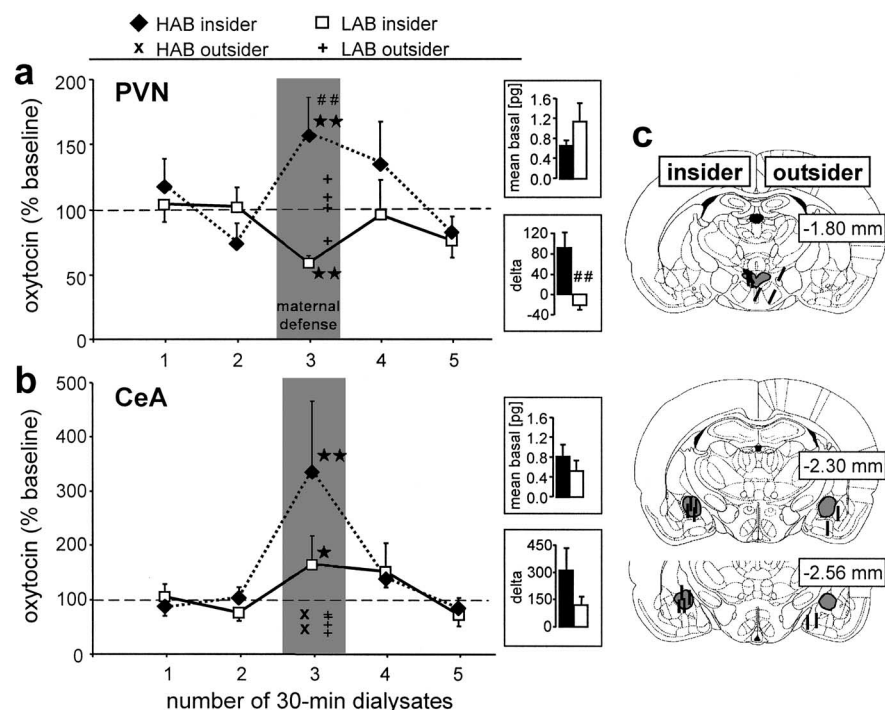 ◆ HAB insider □ LAB insider
x HAB outsider + LAB outsider
a
PVN
oxytocin (% baseline)
200
150
100
50
0
##
★★
★★
maternal
defense
1 2 3 4 5
mean basal [pg]
1.6
1.2
0.8
0.4
0.0
delta
120
80
40
0
-40
##
b
CeA
oxytocin (% baseline)
500
400
300
200
100
0
★★
★
x
x
1 2 3 4 5
number of 30-min dialysates
mean basal [pg]
1.6
1.2
0.8
0.4
0.0
delta
450
300
150
0
c
insider outsider
-1.80 mm
-2.30 mm
-2.56 mm